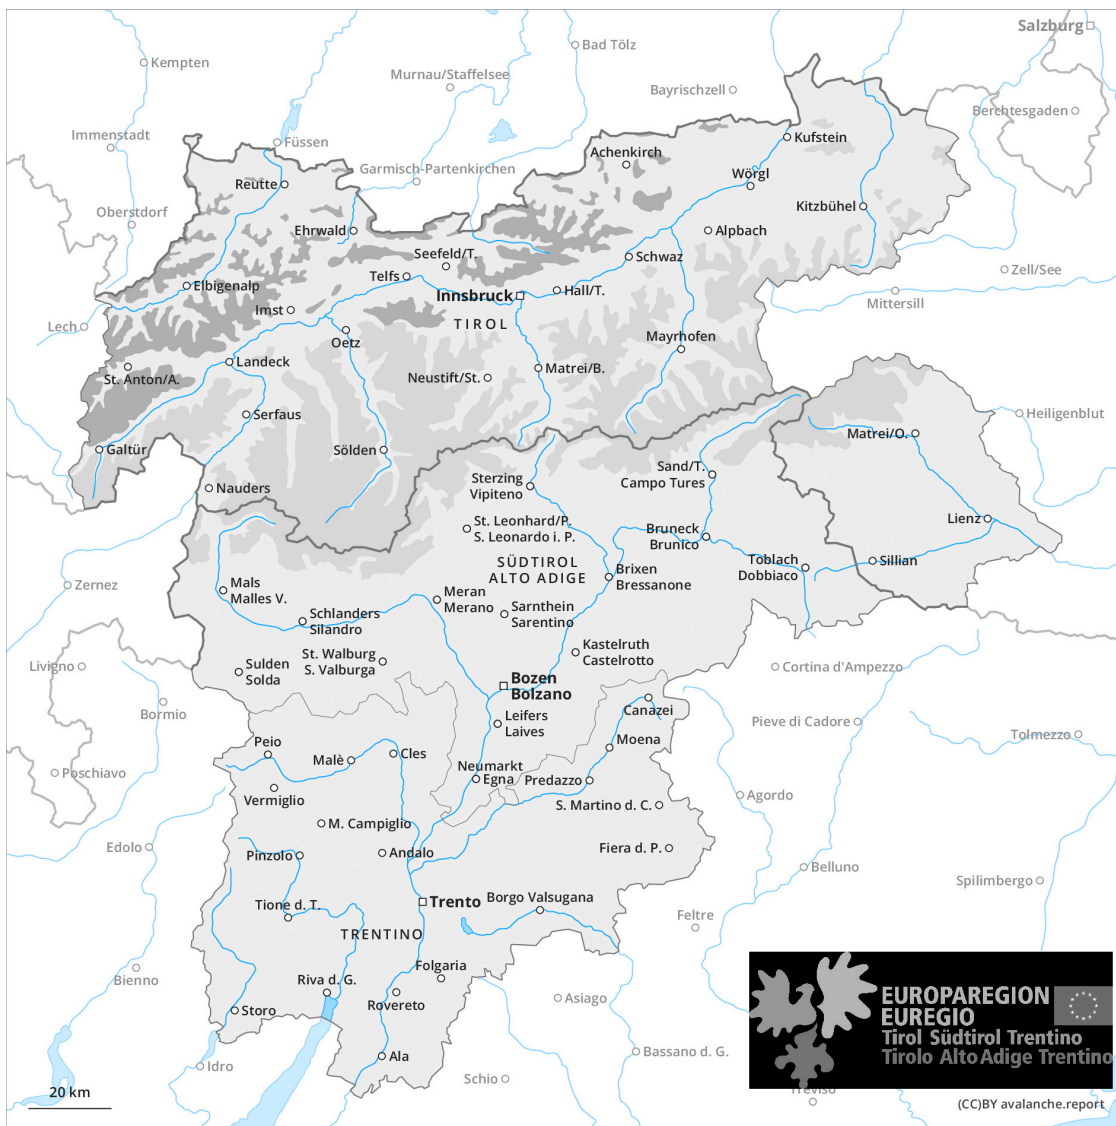 Salzburg
Bad Tölz
Kempten
Murnau/Staffelsee
Bayrischzell
Berchtesgaden
Immenstadt
Füssen
Kufstein
Achenkirch
Garmisch-Partenkirchen
Wörgl
Reutte
Oberstdorf
Kitzbühel
Ehrwald
Alpbach
Seefeld/T.
Schwaz
Zell/See
Telfs
Elbigenalp
Hall/T.
Innsbruck
Mittersill
Imst
TIROL
Lech
Oetz
Mayrhofen
Landeck
Matrei/B.
St. Anton/A.
Neustift/St.
Serfaus
Heiligenblut
Matrei/O.
Galtür
Sölden
Sand/T.
Campo Tures
Sterzing
Vipiteno
Nauders
Lienz
St. Leonhard/P.
S. Leonardo i. P.
Bruneck
Brunico
SÜDTIROL
ALTO ADIGE
Toblach
Dobbiaco
Sillian
Brixen
Bressanone
Zernez
Mals
Malles V.
Meran
Merano
Sarnthein
Sarentino
Schlanders
Silandro
Kastelruth
Castelrotto
St. Walburg
S. Valburga
Livigno
Sulden
Solda
Cortina d'Ampezzo
Bozen
Bolzano
Canazei
Bormio
Leifers
Laives
Pieve di Cadore
Tolmezzo
Moena
Peio
Cles
Malè
Neumarkt
Egna
Predazzo
Poschiavo
Vermiglio
Agordo
S. Martino d. C.
M. Campiglio
Edolo
Fiera d. P.
Pinzolo
Andalo
Belluno
Spilimbergo
Borgo Valsugana
Trento
Tione d. T.
Feltre
TRENTINO
Folgaria
Bienno
Riva d. G.
Rovereto
Asiago
Storo
EUROPAREGION
EUREGIO
Tirol Südtirol Trentino
Tirolo Alto Adige Trentino
Ala
Bassano d. G.
Idro
Schio
Treviso
20 km
(CC)BY avalanche.report